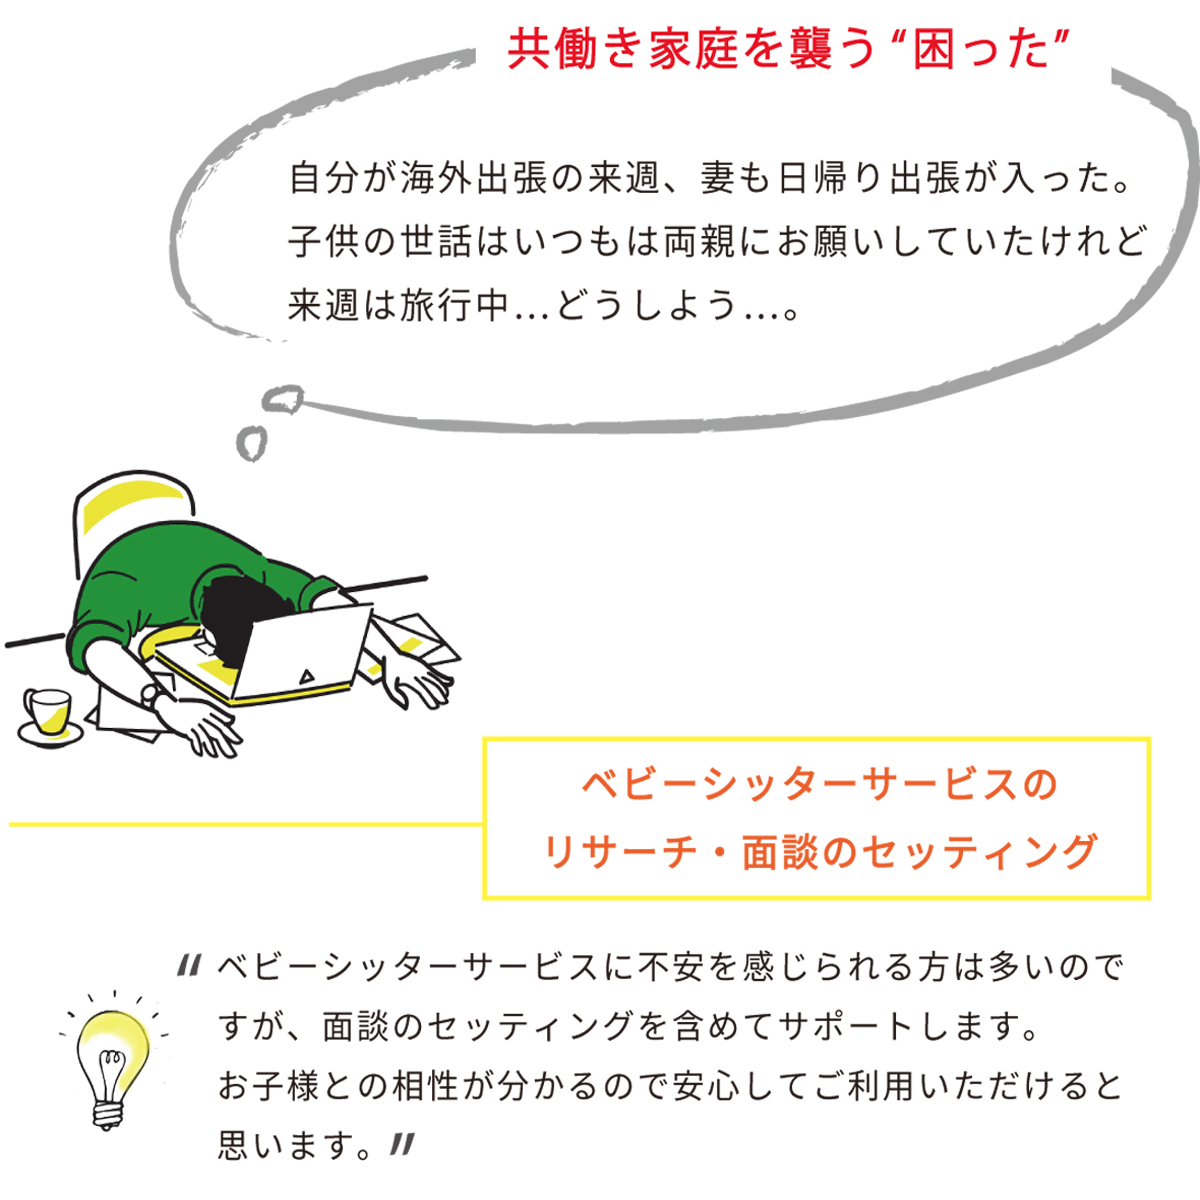 共働き家庭を襲う“困った”
自分が海外出張の来週、妻も日帰り出張が入った。
子供の世話はいつもは両親にお願いしていたけれど
来週は旅行中...どうしよう...。
ベビーシッターサービスの
リサーチ・面談のセッティング
“ベビーシッターサービスに不安を感じられる方は多いので
すが、面談のセッティングを含めてサポートします。
お子様との相性が分かるので安心してご利用いただけると
思います。”